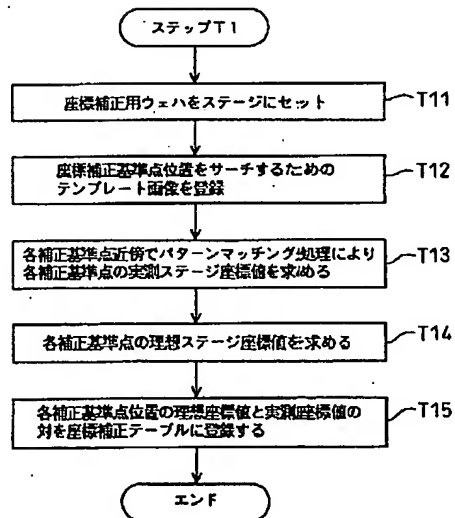 ステップT1
座標補正用ウェハをステージにセット
T11
座標補正基準点位置をサーチするための
テンプレート画像を登録
T12
各補正基準点近傍でパターンマッチング処理により
各補正基準点の実測ステージ座標値を求める
T13
各補正基準点の理想ステージ座標値を求める
T14
各補正基準点位置の理想座標値と実測座標値の
対を座標補正テーブルに登録する
T15
エンド